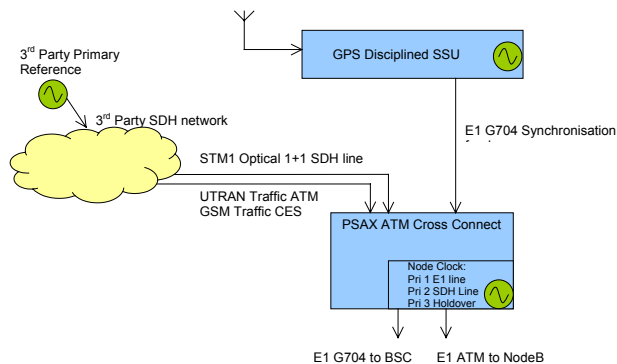 3rd Party Primary
Reference
GPS Disciplined SSU
3rd Party SDH network
E1 G704 Synchronisation
STM1 Optical 1+1 SDH line
UTRAN Traffic ATM
GSM Traffic CES
PSAX ATM Cross Connect
Node Clock:
Pri 1 E1 line
Pri 2 SDH Line
Pri 3 Holdover
E1 G704 to BSC
E1 ATM to NodeB